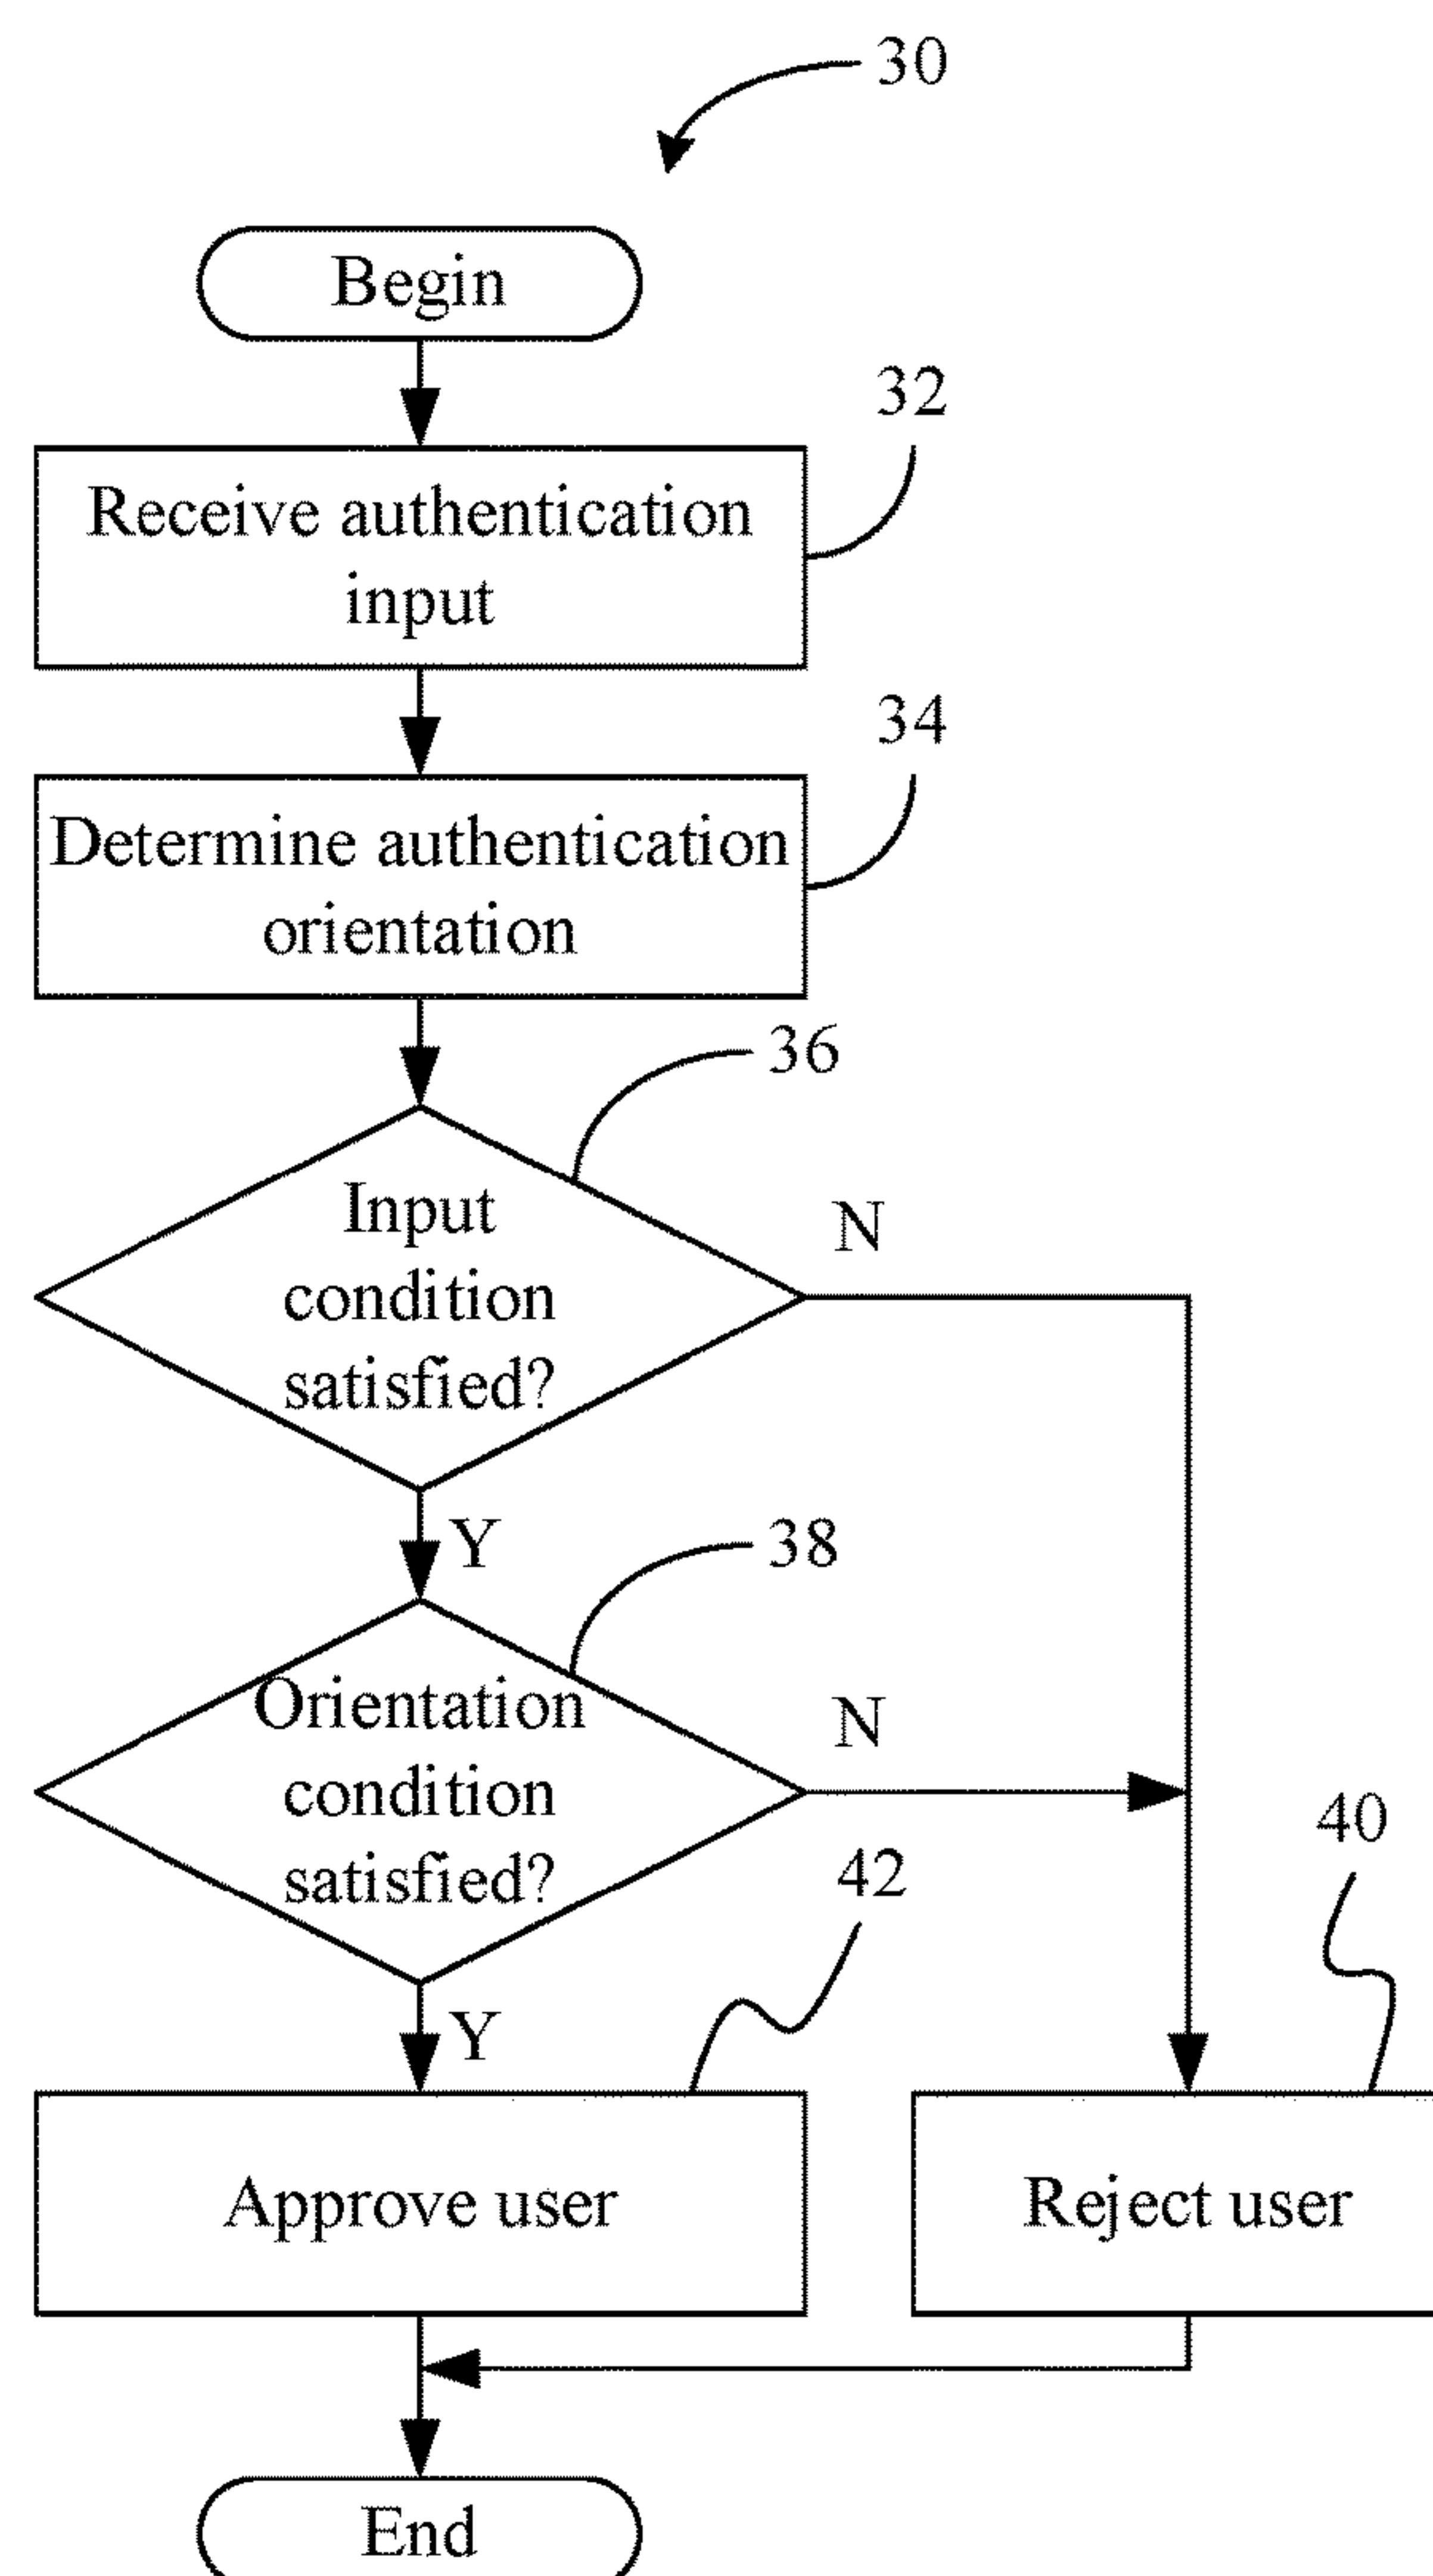 30
Begin
32
Receive authentication
input
34
Determine authentication
orientation
36
Input
condition
satisfied?
N
Y
38
Orientation
condition
satisfied?
N
40
42
Y
Approve user
Reject user
End